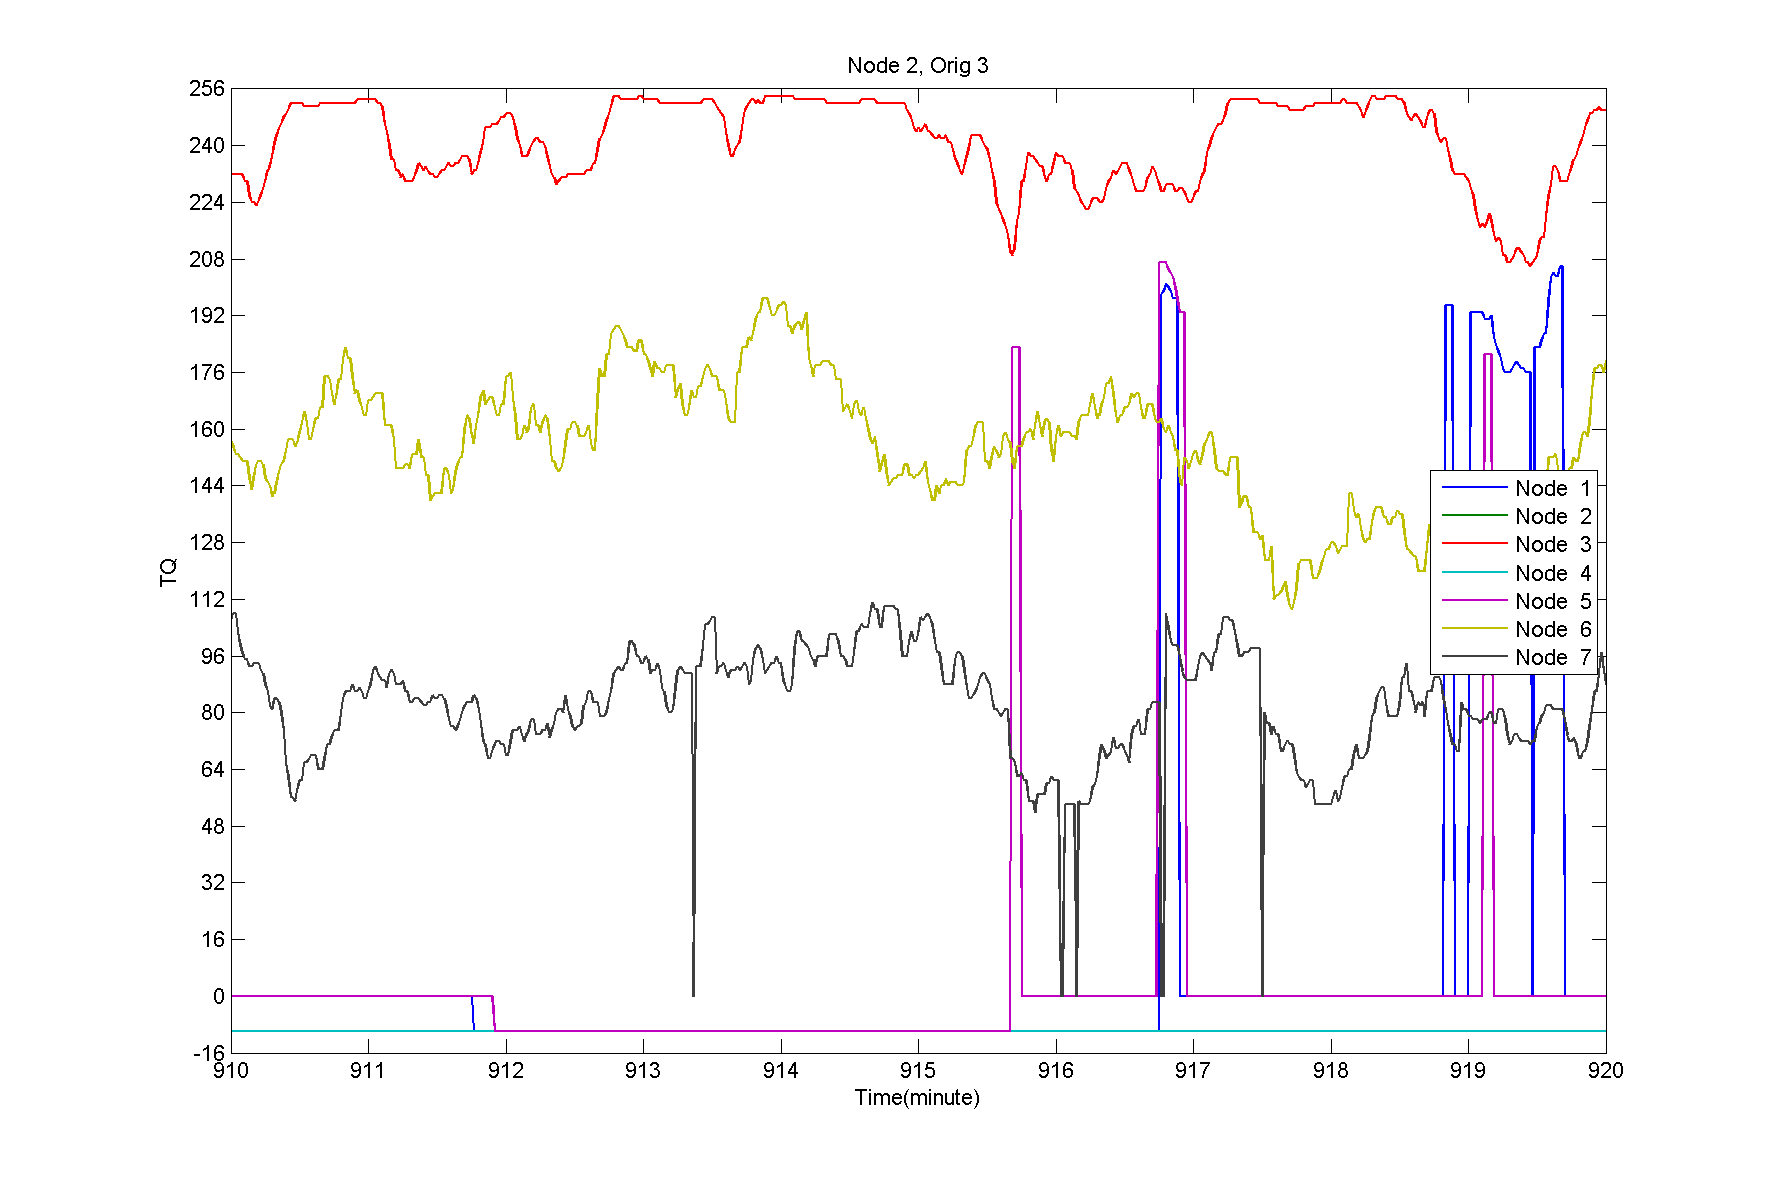 Node 2, Orig 3
256
240
224
208
192
176
160
144
128
112
96
80
64
48
32
16
0
-16
TQ
Node 1
Node 2
Node 3
Node 4
Node 5
Node 6
Node 7
910 911 912 913 914 915 916 917 918 919 920
Time(minute)